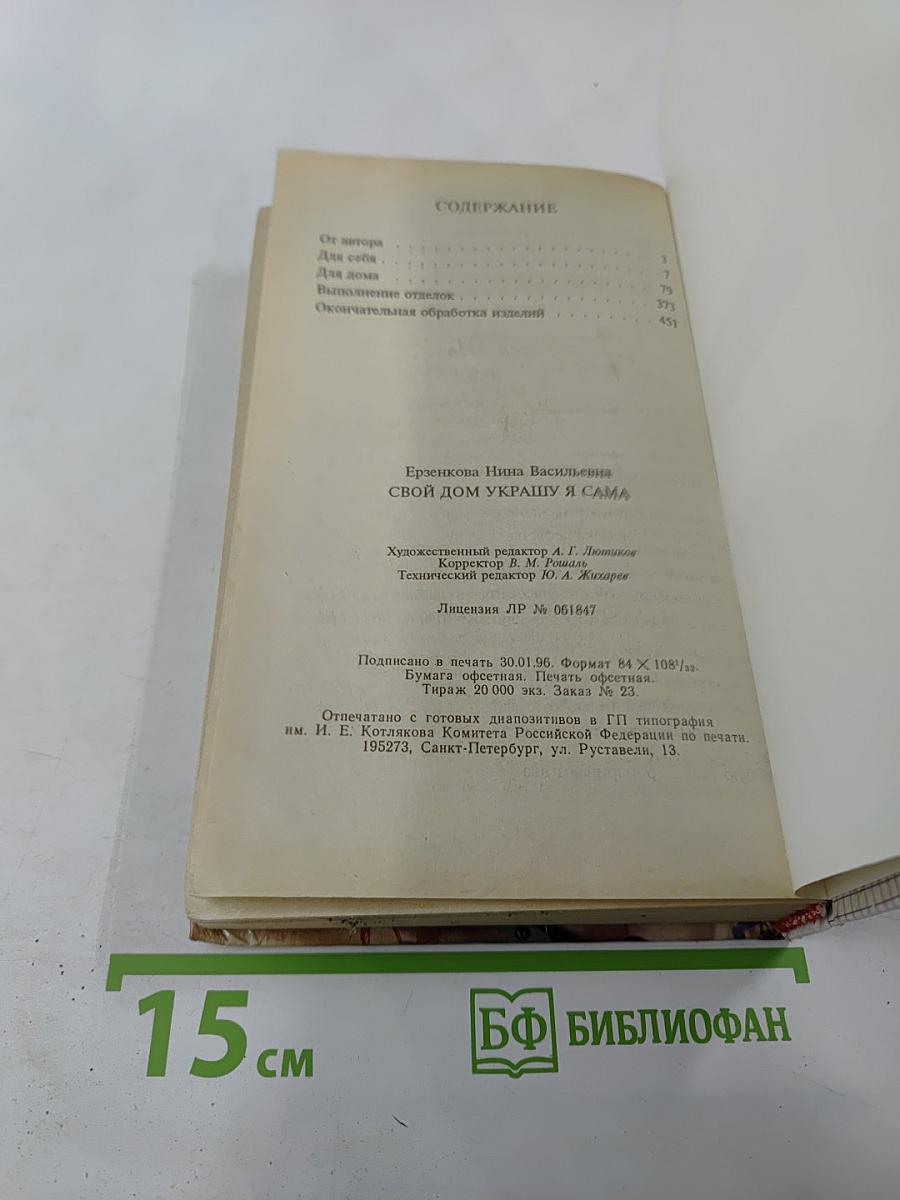 СОДЕРЖАНИЕ
От автора . . . . . . . . . . . . . . . . . . 3
Для себя . . . . . . . . . . . . . . . . . . 7
Для дома . . . . . . . . . . . . . . . . . . 79
Выполнение отделок . . . . . . . . . . . . . 373
Окончательная обработка изделий . . . . . . . . 451
Ерзенкова Нина Васильевна
СВОЙ ДОМ УКРАШУ Я САМА
Художественный редактор А. Г. Лютиков
Корректор В. М. Рошаль
Технический редактор Ю. А. Жихарев
Лицензия ЛР № 061847
Подписано в печать 30.01.96. Формат 84 × 108¹/₃₂.
Бумага офсетная. Печать офсетная.
Тираж 20 000 экз. Заказ № 23.
Отпечатано с готовых диапозитивов в ГП типография
им. И. Е. Котлякова Комитета Российской Федерации по печати.
195273, Санкт-Петербург, ул. Руставели, 13.
15 см
БФ БИБЛИОФАН